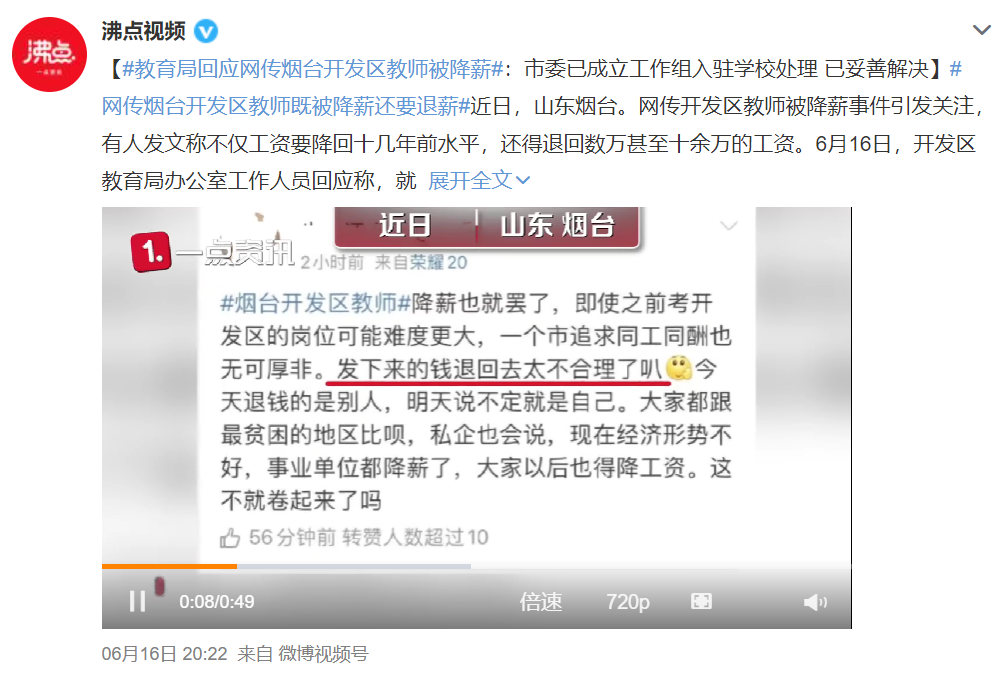 沸点
一点资讯
沸点视频
【#教育局回应网传烟台开发区教师被降薪#：市委已成立工作组入驻学校处理 已妥善解决】#
网传烟台开发区教师既被降薪还要退薪#近日，山东烟台。网传开发区教师被降薪事件引发关注，
有人发文称不仅工资要降回十几年前水平，还得退回数万甚至十余万的工资。6月16日，开发区
教育局办公室工作人员回应称，就 展开全文
近日 山东 烟台
1. 一点资讯
2小时前 来自荣耀20
#烟台开发区教师#降薪也就罢了，即使之前考开
发区的岗位可能难度更大，一个市追求同工同酬也
无可厚非。发下来的钱退回去太不合理了叭🤔今
天退钱的是别人，明天说不定就是自己。大家都跟
最贫困的地区比呗，私企也会说，现在经济形势不
好，事业单位都降薪了，大家以后也得降工资。这
不就卷起来了吗
56分钟前 转赞人数超过10
0:08/0:49 倍速 720p
06月16日 20:22 来自 微博视频号